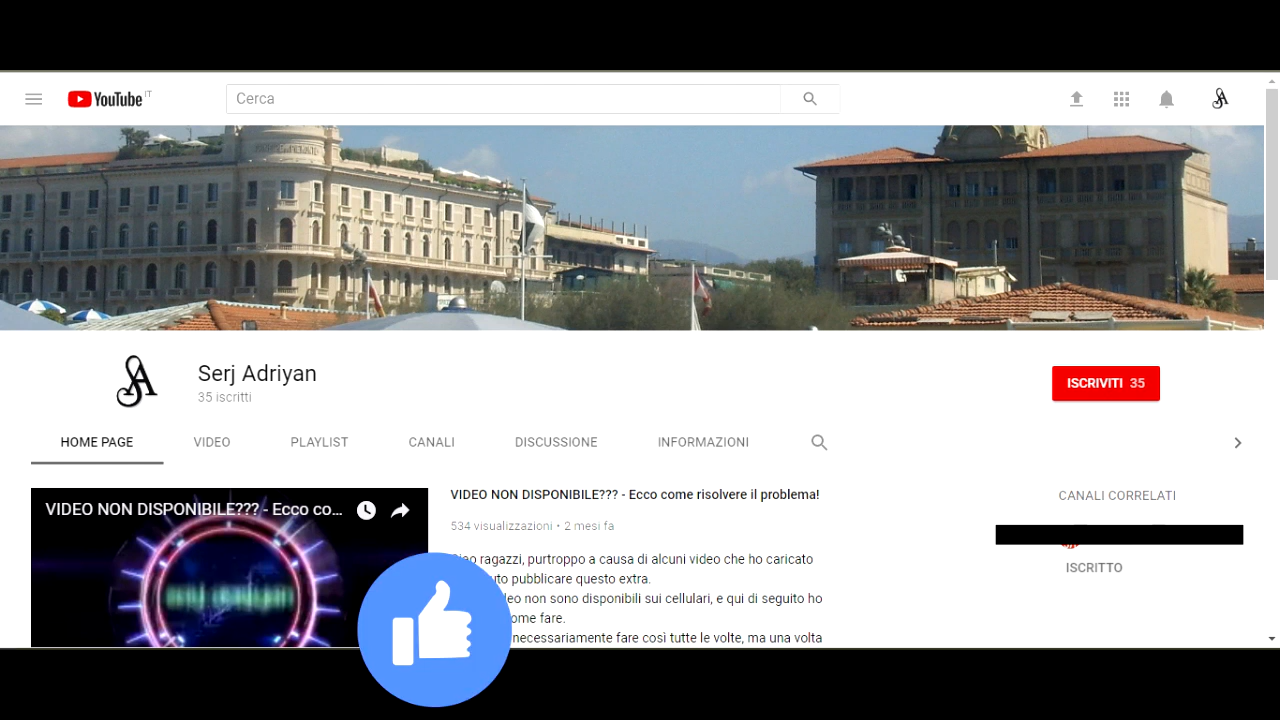 YouTube IT
Cerca
Serj Adriyan
35 iscritti
ISCRIVITI 35
HOME PAGE VIDEO PLAYLIST CANALI DISCUSSIONE INFORMAZIONI
VIDEO NON DISPONIBILE??? - Ecco co...
VIDEO NON DISPONIBILE??? - Ecco come risolvere il problema!
534 visualizzazioni • 2 mesi fa
ragazzi, purtroppo a causa di alcuni video che ho caricato
pubblicare questo extra.
non sono disponibili sui cellulari, e qui di seguito ho
come fare.
necessariamente fare così tutte le volte, ma una volta
CANALI CORRELATI
ISCRITTO